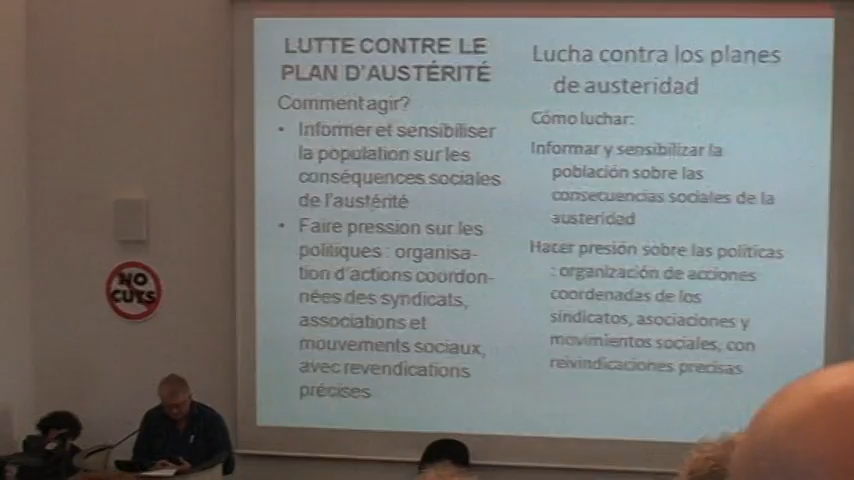 LUTTE CONTRE LE
PLAN D'AUSTÉRITÉ
Comment agir?
• Informer et sensibiliser
la population sur les
conséquences sociales
de l'austérité
• Faire pression sur les
politiques : organisa-
tion d'actions coordon-
nées des syndicats,
associations et
mouvements sociaux,
avec revendications
précises
Lucha contra los planes
de austeridad
Cómo luchar:
Informar y sensibilizar la
población sobre las
consecuencias sociales de la
austeridad
Hacer presión sobre las políticas
: organización de acciones
coordenadas de los
sindicatos, asociaciones y
movimientos sociales, con
reivindicaciones precisas
NO
CUTS